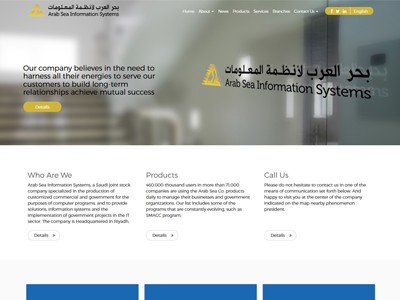 بحر العرب لأنظمة المعلومات
Arab Sea Information Systems
Home About News Products Services Branches Contact Us English
Our company believes in the need to
harness all their energies to serve our
customers to build long-term
relationships achieve mutual success
Details
بحر العرب لأنظمة المعلومات
Arab Sea Information Systems
Who Are We
Arab Sea Information Systems, a Saudi joint stock
company specialized in the production of
customized commercial and government for the
purposes of computer programs, and to provide
solutions, information systems and the
implementation of government projects in the IT
sector. The company is Headquartered in Riyadh,
Details
Products
460,000 thousand users in more than 71,000
companies are using the Arab Sea Co. products
daily to manage their businesses and government
organizations. Our list includes some of
programs that are constantly evolving, such as
SMACC program,
Details
Call Us
Please do not hesitate to contact us in one of the
means of communication set forth below. And
happy to visit you at the center of the company
indicated on the map nearby phenomenon
president.
Details